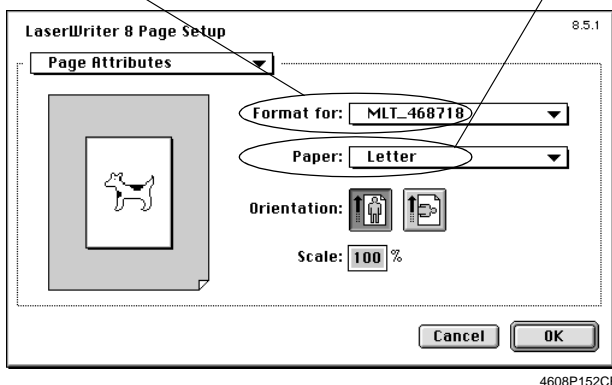 LaserWriter 8 Page Setup 8.5.1
Page Attributes
Format for: MLT_468718
Paper: Letter
Orientation:
Scale: 100 %
Cancel OK